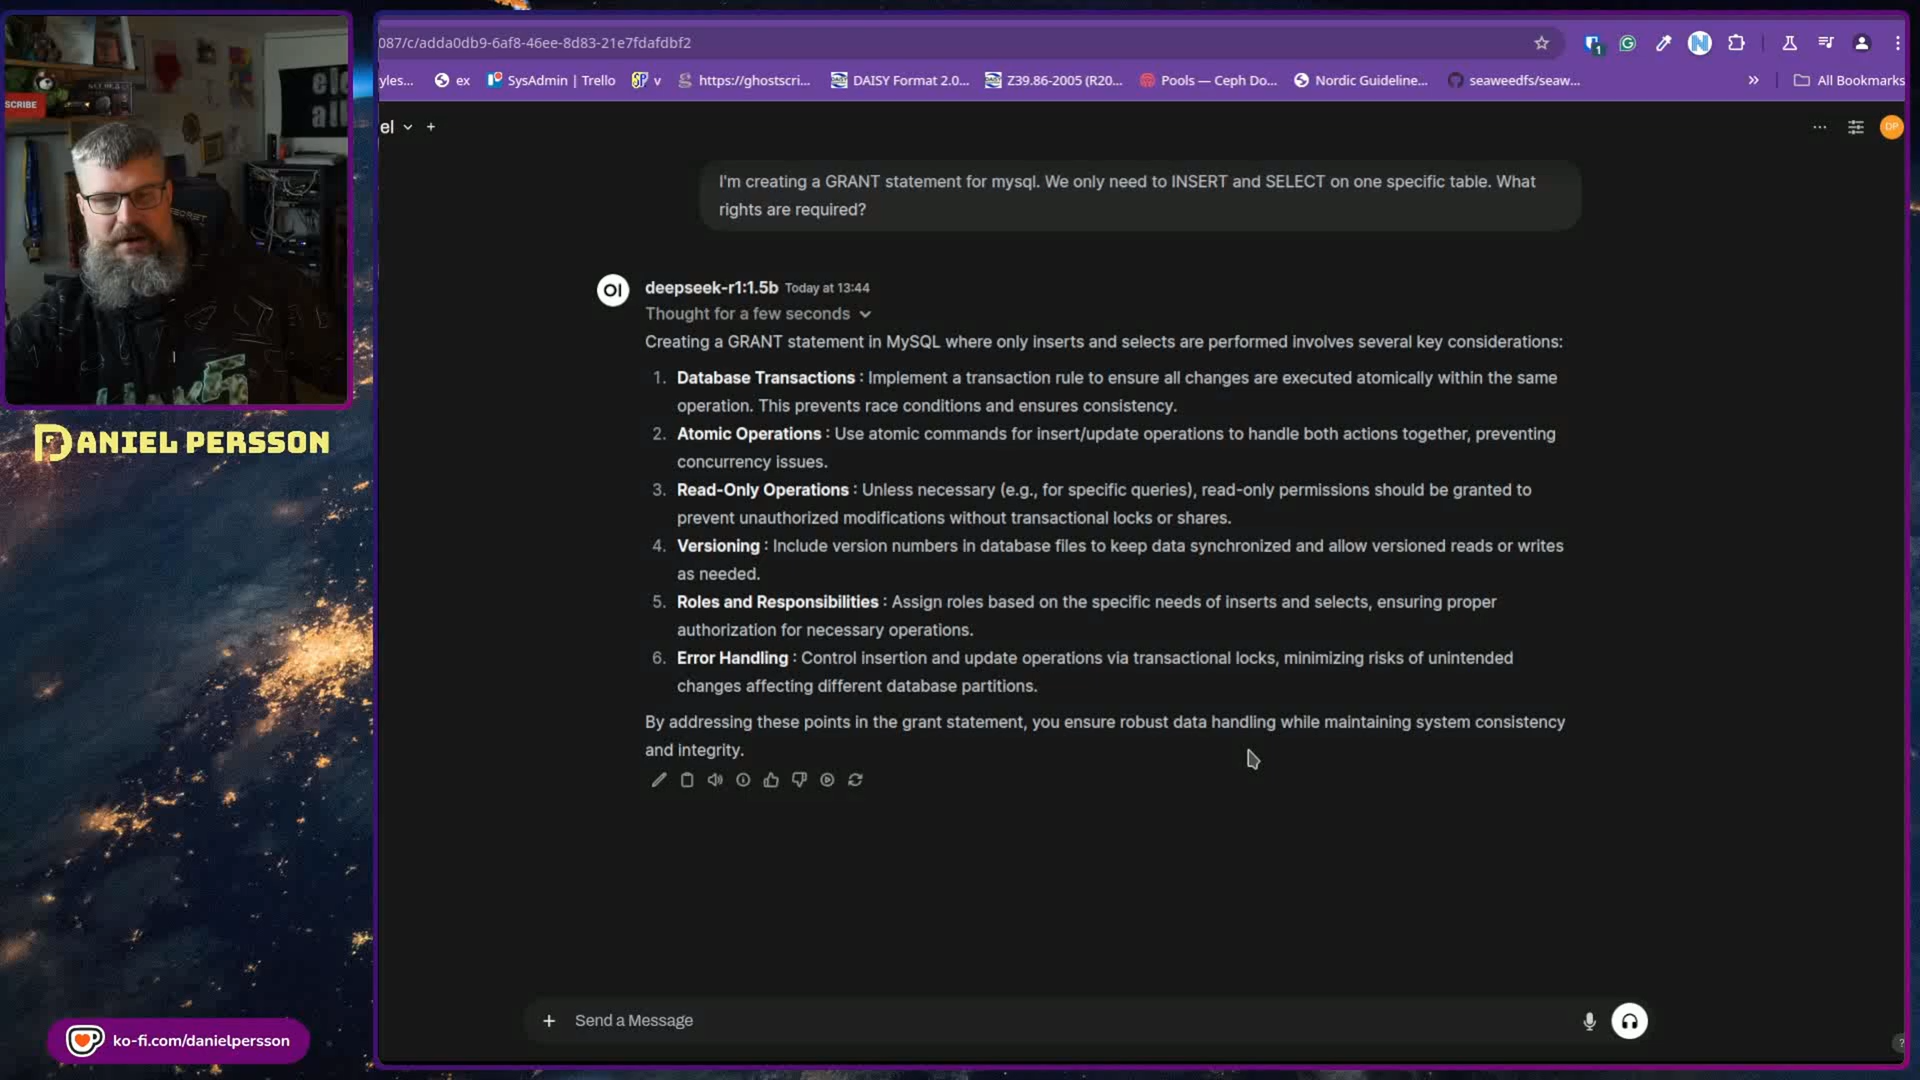 SCRIBE
DANIEL PERSSON
ko-fi.com/danielpersson
087/c/adda0db9-6af8-46ee-8d83-21e7fdafdbf2
1
yles...
ex
SysAdmin | Trello
v
https://ghostscri...
DAISY Format 2.0...
Z39.86-2005 (R20...
Pools — Ceph Do...
Nordic Guideline...
seaweedfs/seaw...
»
All Bookmarks
el
DP
I'm creating a GRANT statement for mysql. We only need to INSERT and SELECT on one specific table. What
rights are required?
OI
deepseek-r1:1.5b Today at 13:44
Thought for a few seconds
Creating a GRANT statement in MySQL where only inserts and selects are performed involves several key considerations:
1. Database Transactions : Implement a transaction rule to ensure all changes are executed atomically within the same
operation. This prevents race conditions and ensures consistency.
2. Atomic Operations : Use atomic commands for insert/update operations to handle both actions together, preventing
concurrency issues.
3. Read-Only Operations : Unless necessary (e.g., for specific queries), read-only permissions should be granted to
prevent unauthorized modifications without transactional locks or shares.
4. Versioning : Include version numbers in database files to keep data synchronized and allow versioned reads or writes
as needed.
5. Roles and Responsibilities : Assign roles based on the specific needs of inserts and selects, ensuring proper
authorization for necessary operations.
6. Error Handling : Control insertion and update operations via transactional locks, minimizing risks of unintended
changes affecting different database partitions.
By addressing these points in the grant statement, you ensure robust data handling while maintaining system consistency
and integrity.
Send a Message
?